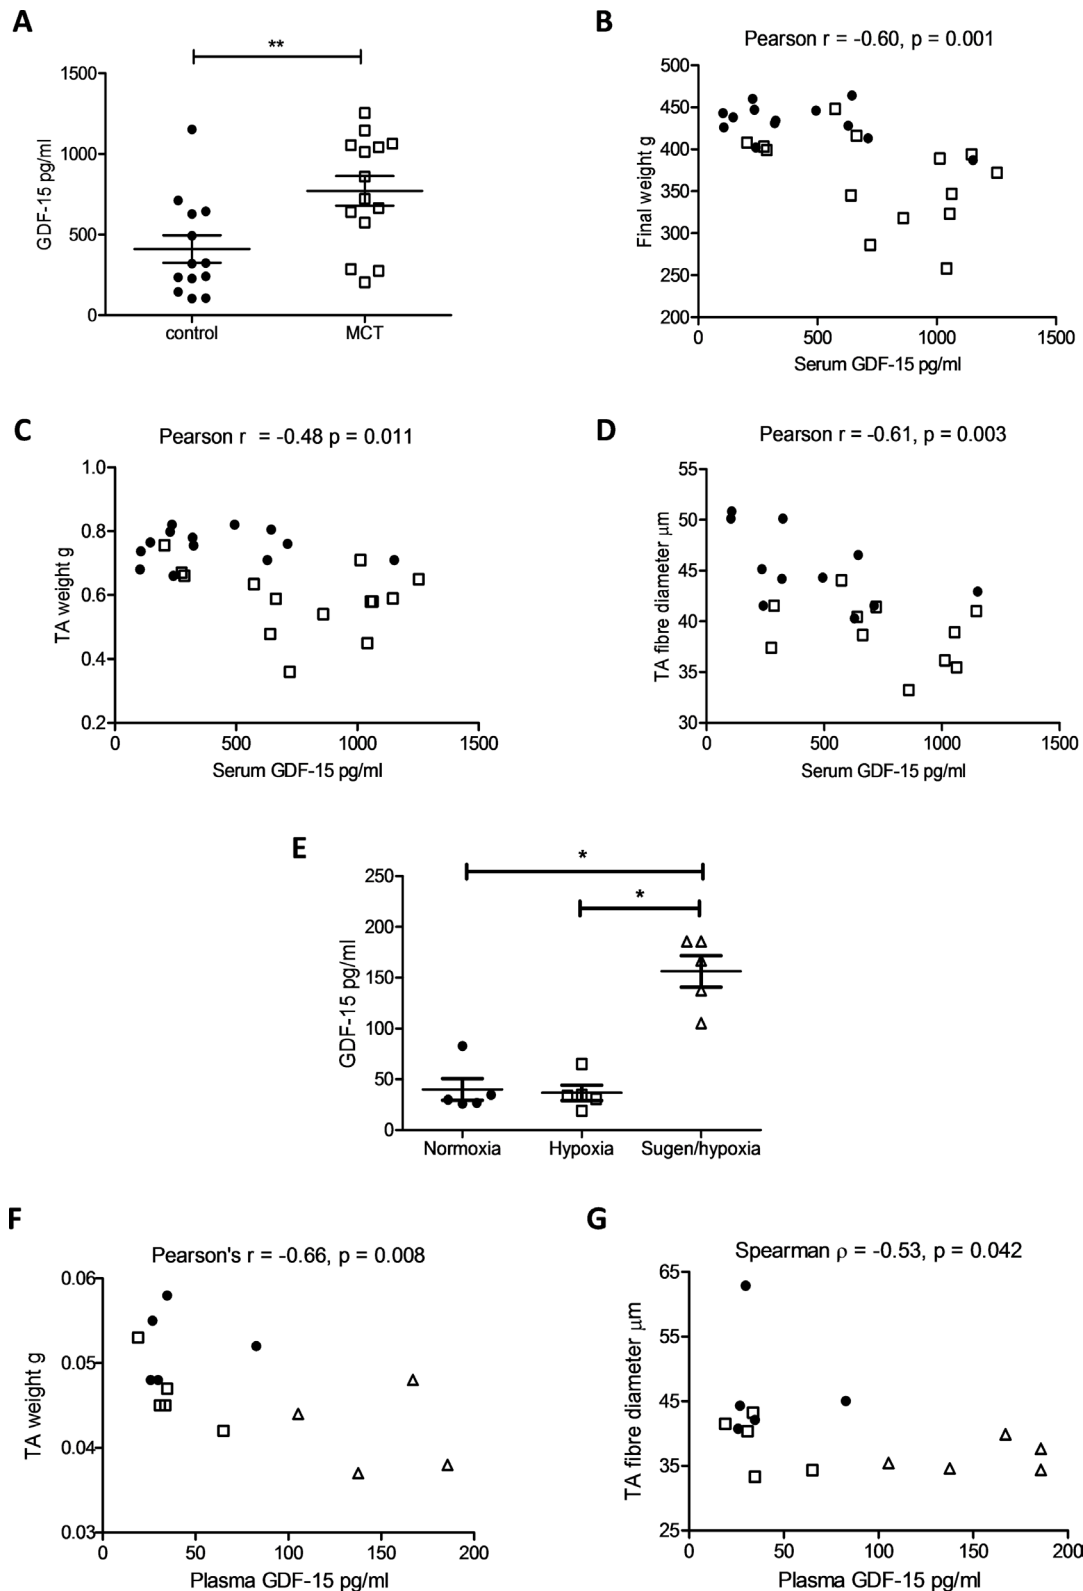 A
**
GDF-15 pg/ml
1500
1000
500
0
control
MCT
B
Pearson r = -0.60, p = 0.001
Final weight g
500
450
400
350
300
250
200
0
500
1000
1500
Serum GDF-15 pg/ml
C
Pearson r = -0.48 p = 0.011
TA weight g
1.0
0.8
0.6
0.4
0.2
0
500
1000
1500
Serum GDF-15 pg/ml
D
Pearson r = -0.61, p = 0.003
TA fibre diameter μm
55
50
45
40
35
30
0
500
1000
1500
Serum GDF-15 pg/ml
E
*
*
GDF-15 pg/ml
250
200
150
100
50
0
Normoxia
Hypoxia
Sugen/hypoxia
F
Pearson's r = -0.66, p = 0.008
TA weight g
0.06
0.05
0.04
0.03
0
50
100
150
200
Plasma GDF-15 pg/ml
G
Spearman ρ = -0.53, p = 0.042
TA fibre diameter μm
65
55
45
35
25
0
50
100
150
200
Plasma GDF-15 pg/ml